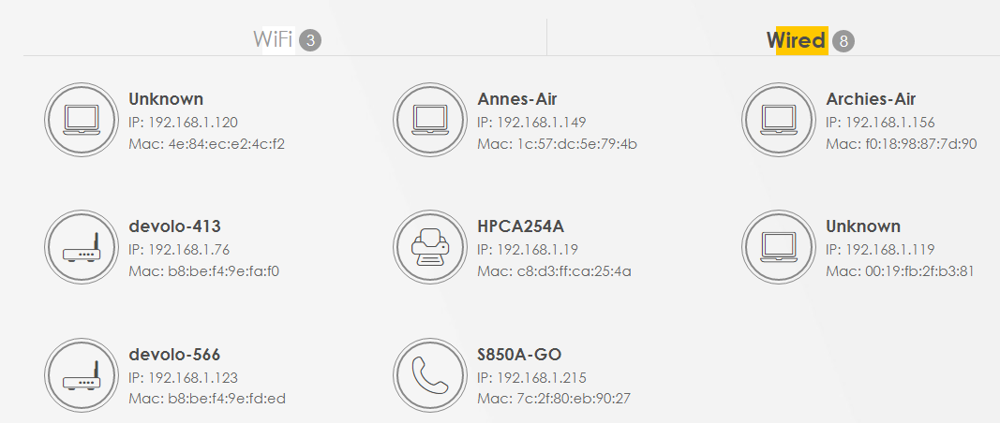 WiFi 3
Wired 8
Unknown
IP: 192.168.1.120
Mac: 4e:84:ec:e2:4c:f2
Annes-Air
IP: 192.168.1.149
Mac: 1c:57:dc:5e:79:4b
Archies-Air
IP: 192.168.1.156
Mac: f0:18:98:87:7d:90
devolo-413
IP: 192.168.1.76
Mac: b8:be:f4:9e:fa:f0
HPCA254A
IP: 192.168.1.19
Mac: c8:d3:ff:ca:25:4a
Unknown
IP: 192.168.1.119
Mac: 00:19:fb:2f:b3:81
devolo-566
IP: 192.168.1.123
Mac: b8:be:f4:9e:fd:ed
S850A-GO
IP: 192.168.1.215
Mac: 7c:2f:80:eb:90:27